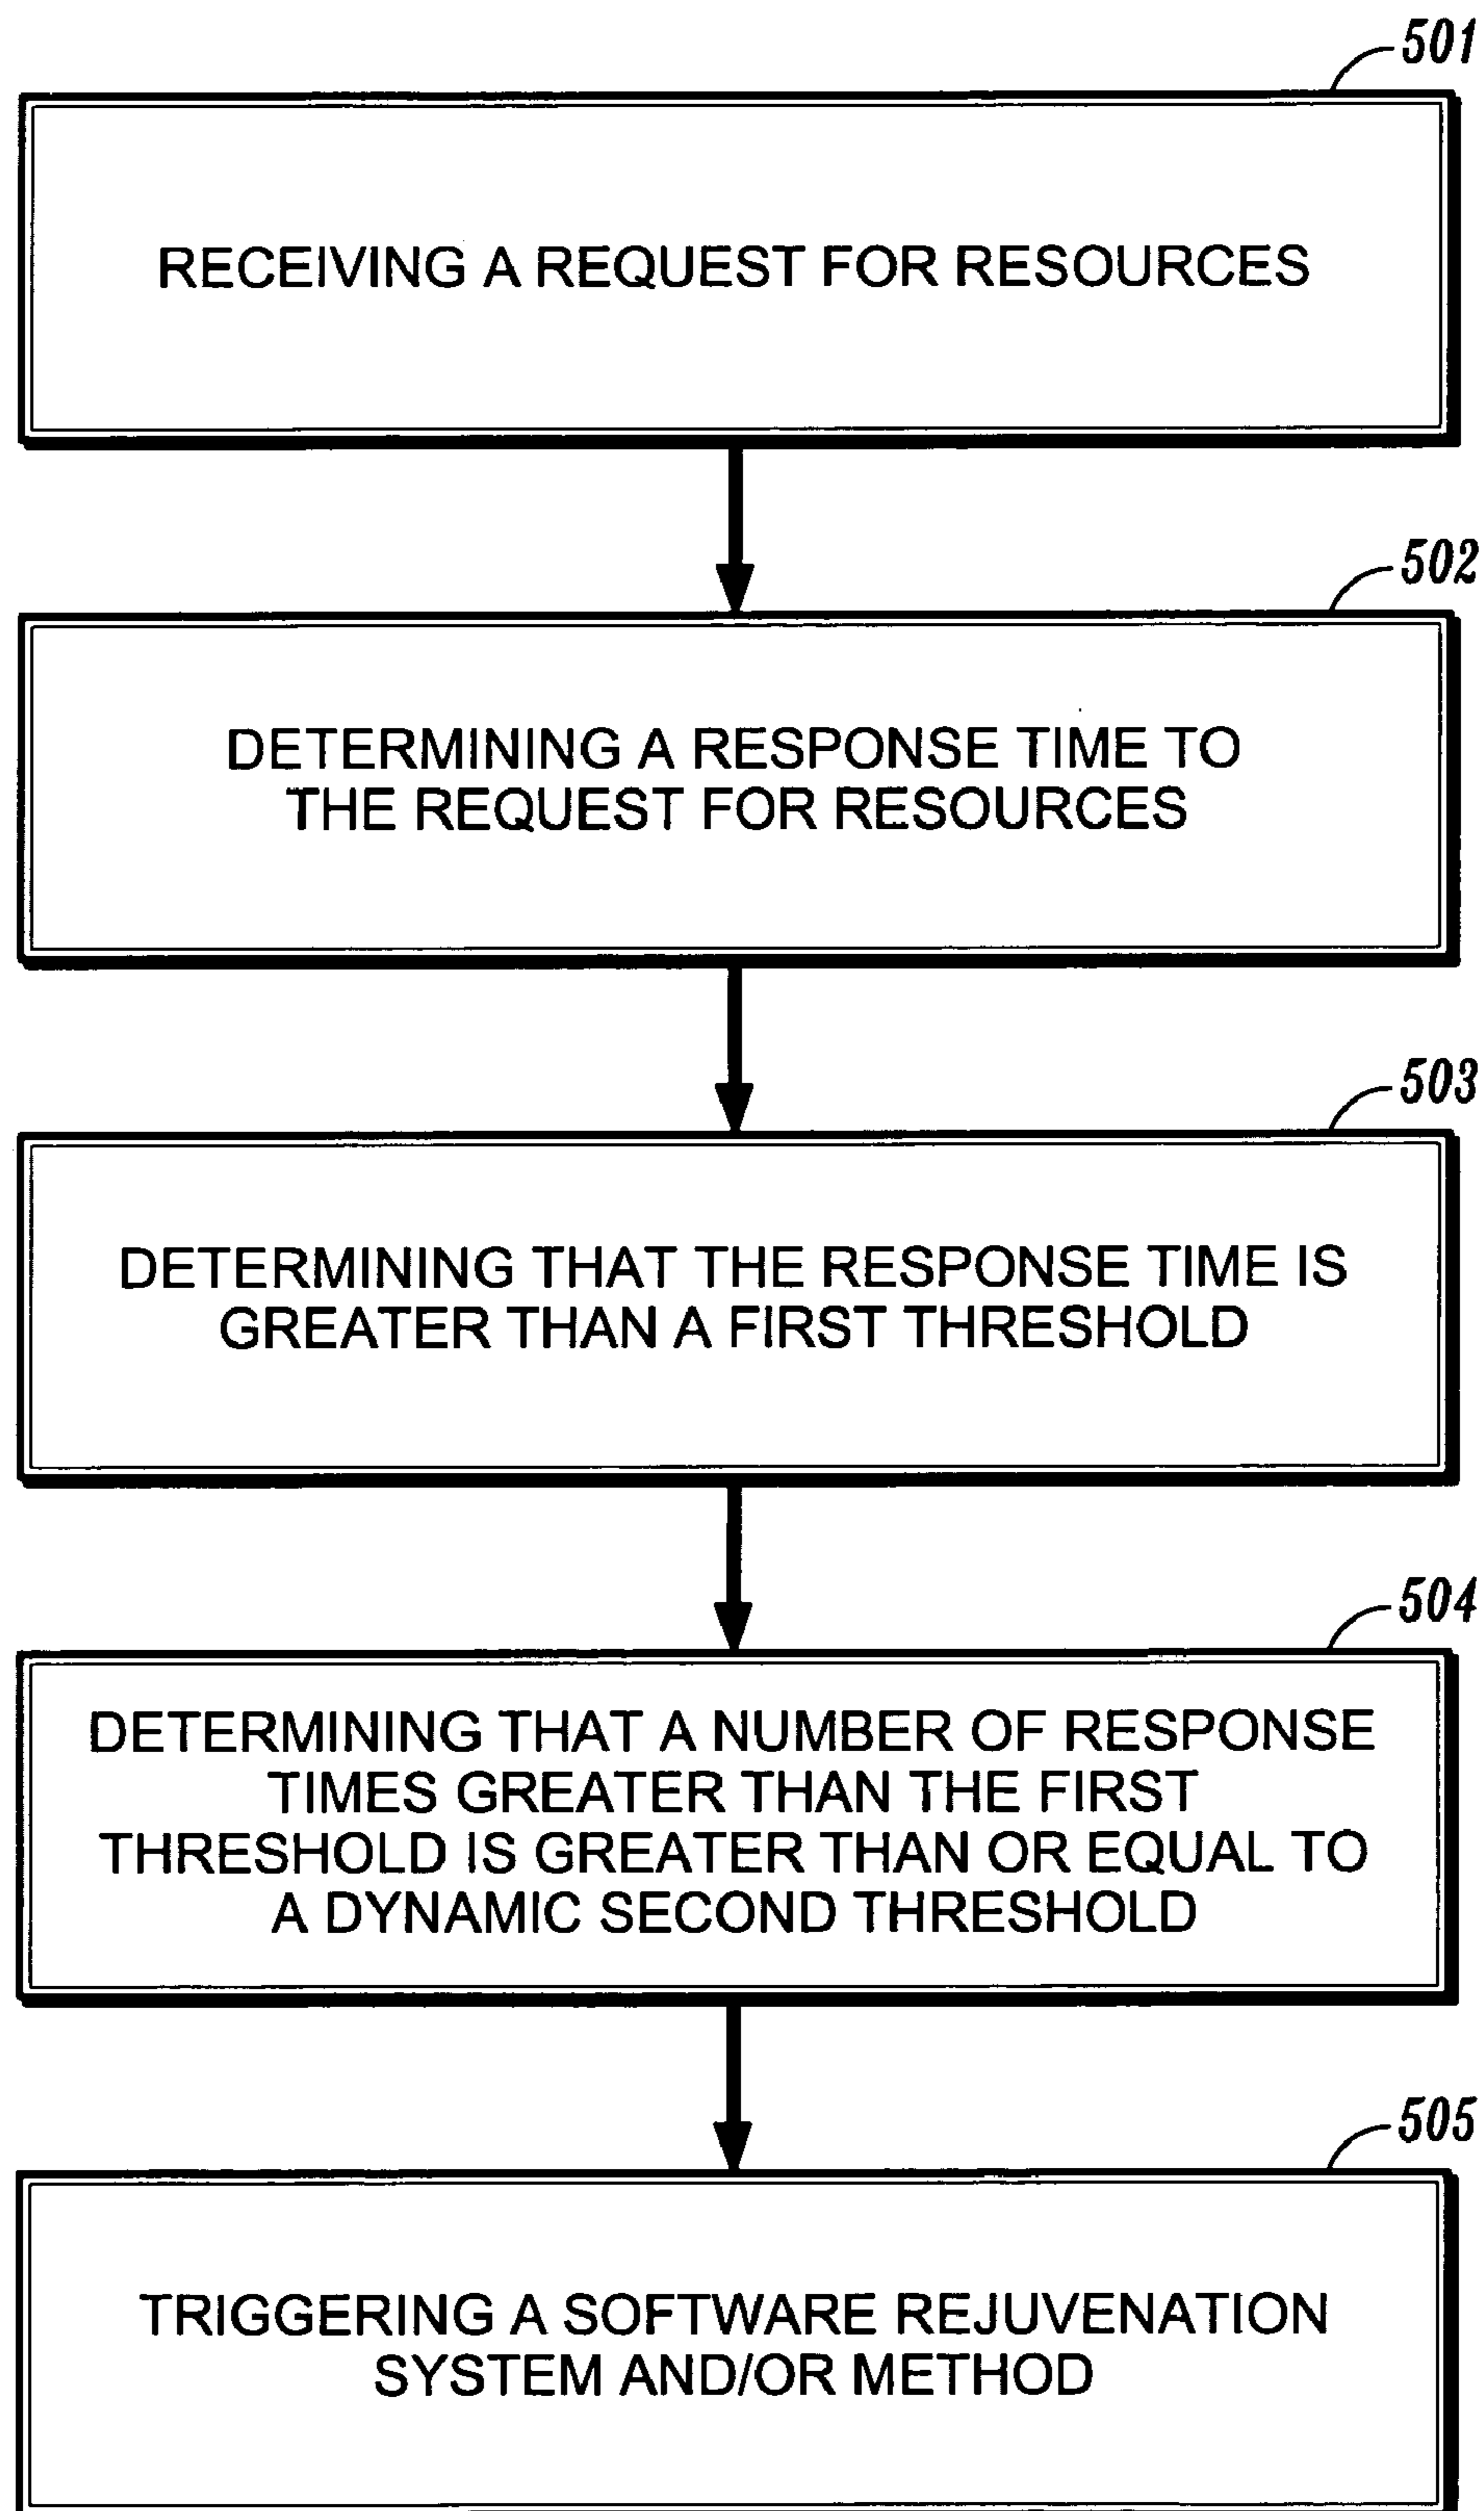 501
RECEIVING A REQUEST FOR RESOURCES
502
DETERMINING A RESPONSE TIME TO
THE REQUEST FOR RESOURCES
503
DETERMINING THAT THE RESPONSE TIME IS
GREATER THAN A FIRST THRESHOLD
504
DETERMINING THAT A NUMBER OF RESPONSE
TIMES GREATER THAN THE FIRST
THRESHOLD IS GREATER THAN OR EQUAL TO
A DYNAMIC SECOND THRESHOLD
505
TRIGGERING A SOFTWARE REJUVENATION
SYSTEM AND/OR METHOD